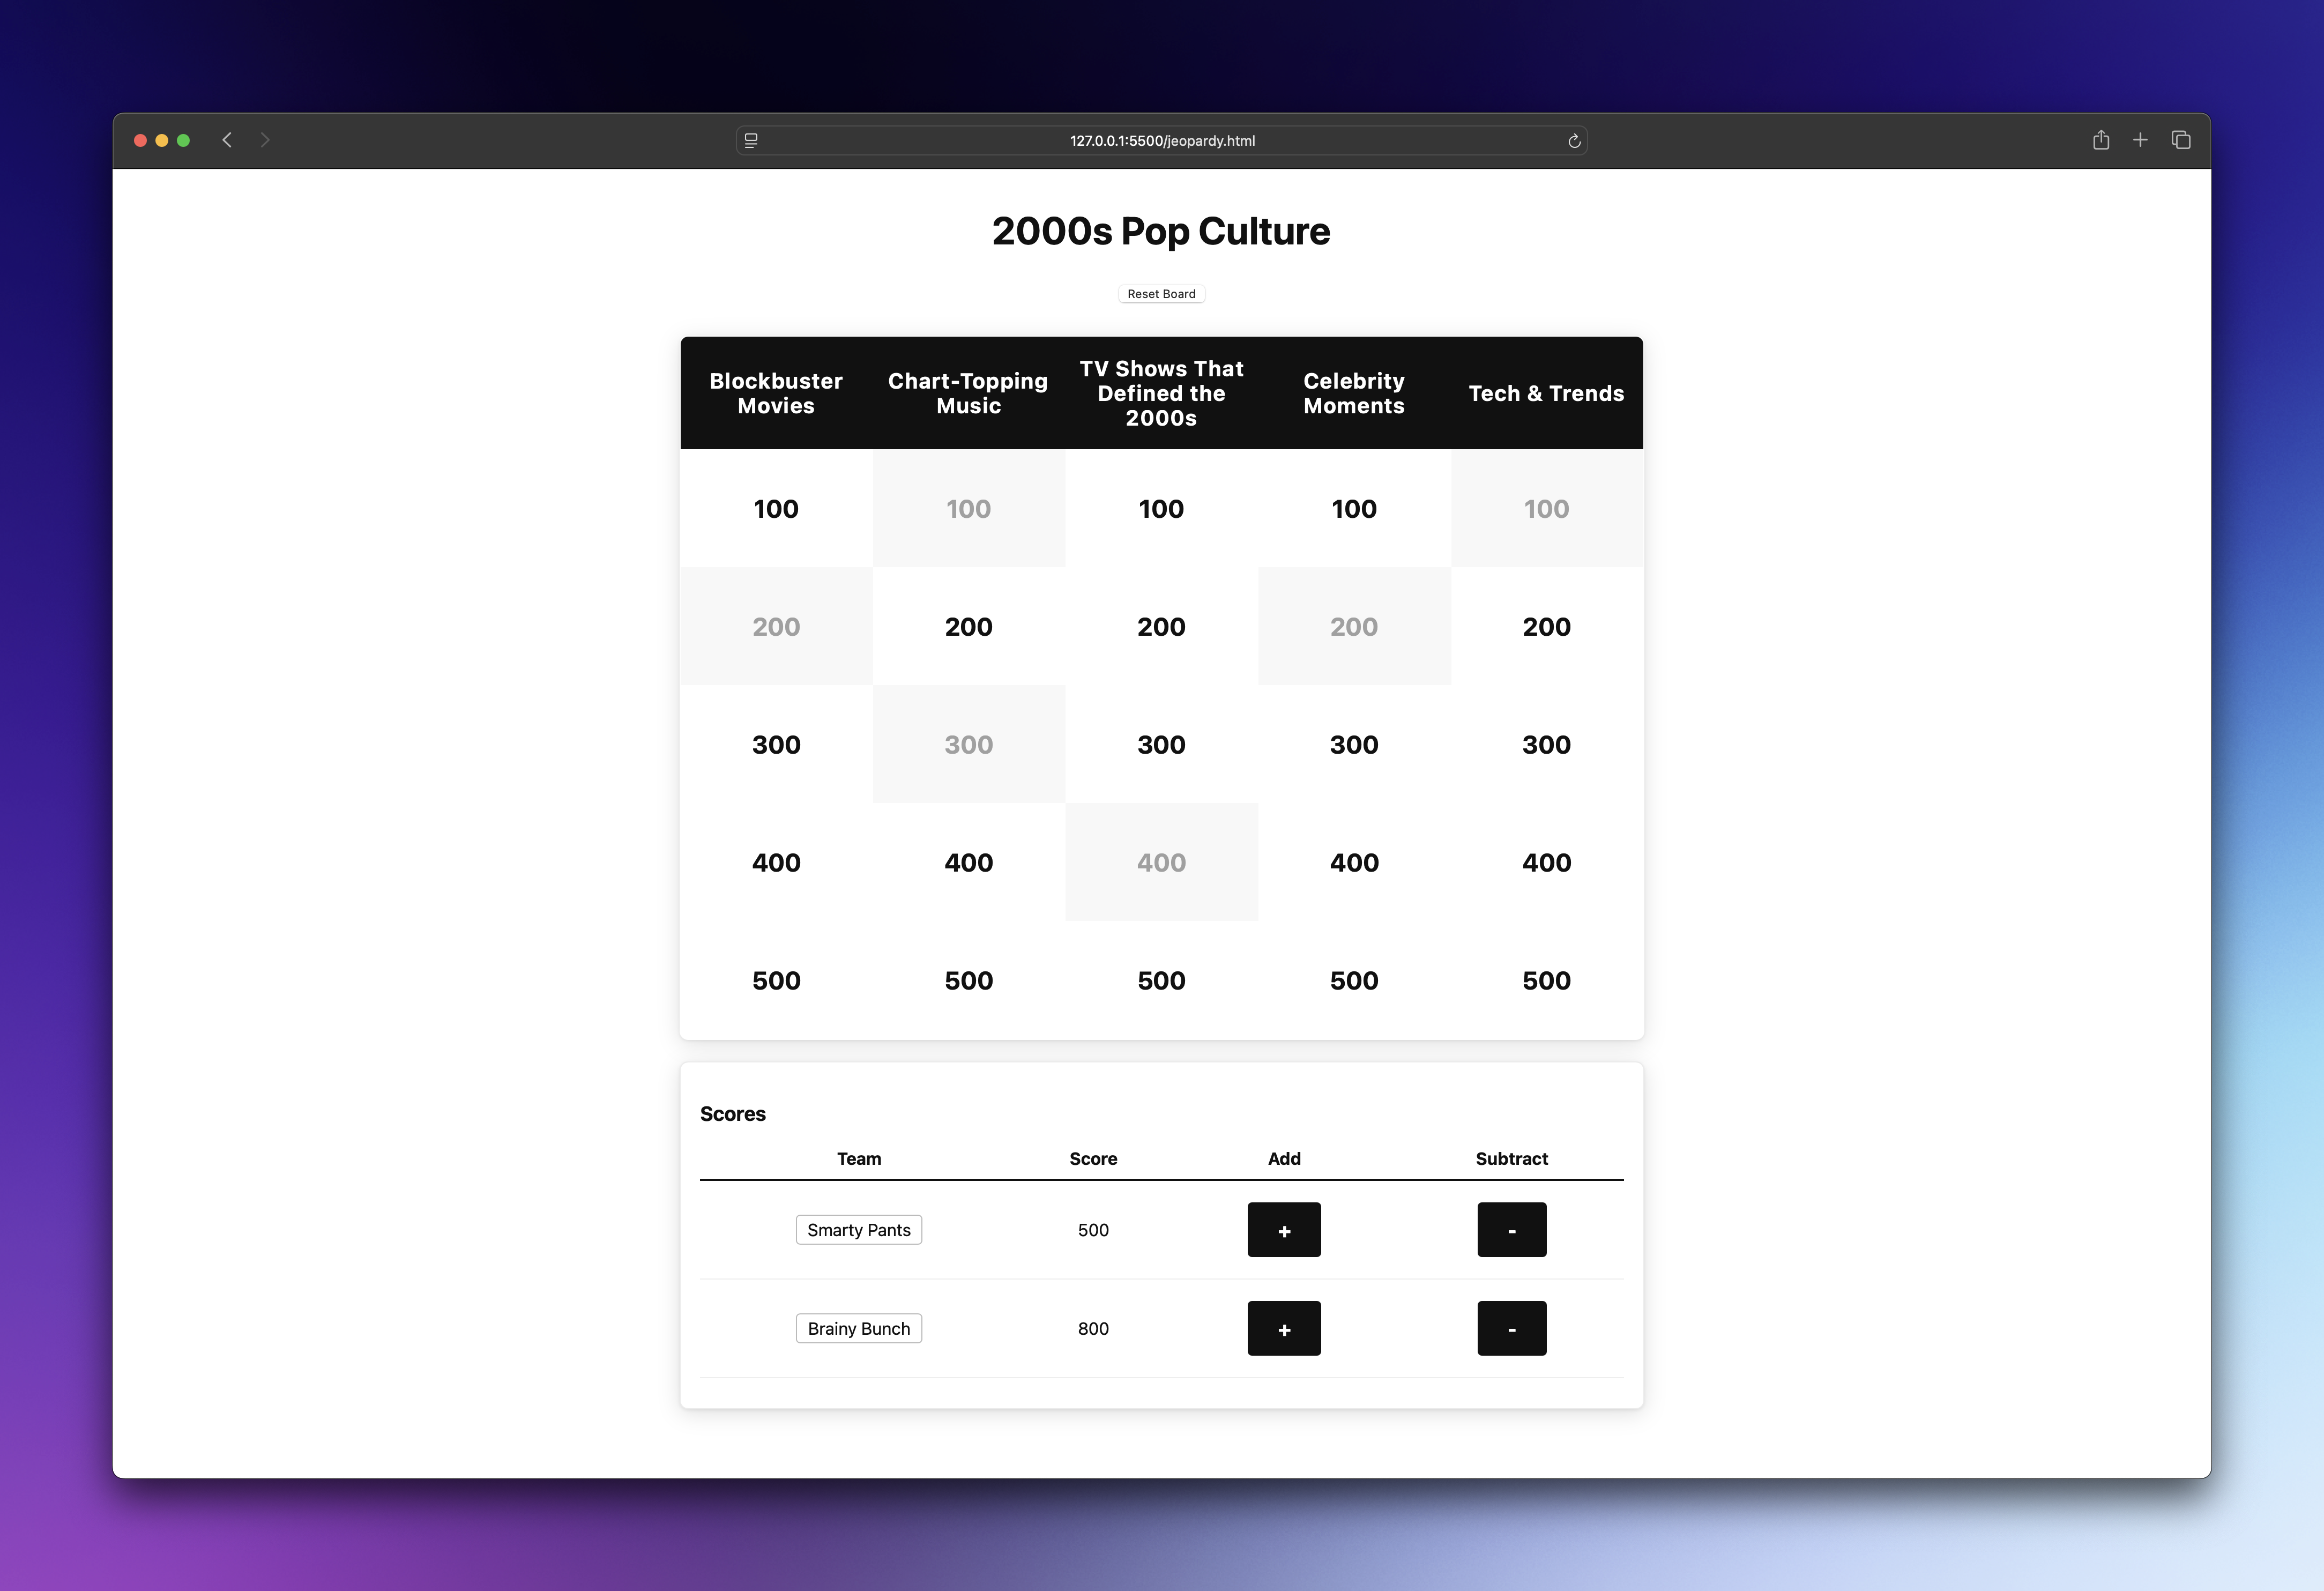 127.0.0.1:5500/jeopardy.html
2000s Pop Culture
Reset Board
Blockbuster
Movies
Chart-Topping
Music
TV Shows That
Defined the
2000s
Celebrity
Moments
Tech & Trends
100 100 100 100 100
200 200 200 200 200
300 300 300 300 300
400 400 400 400 400
500 500 500 500 500
Scores
Team Score Add Subtract
Smarty Pants 500 + -
Brainy Bunch 800 + -